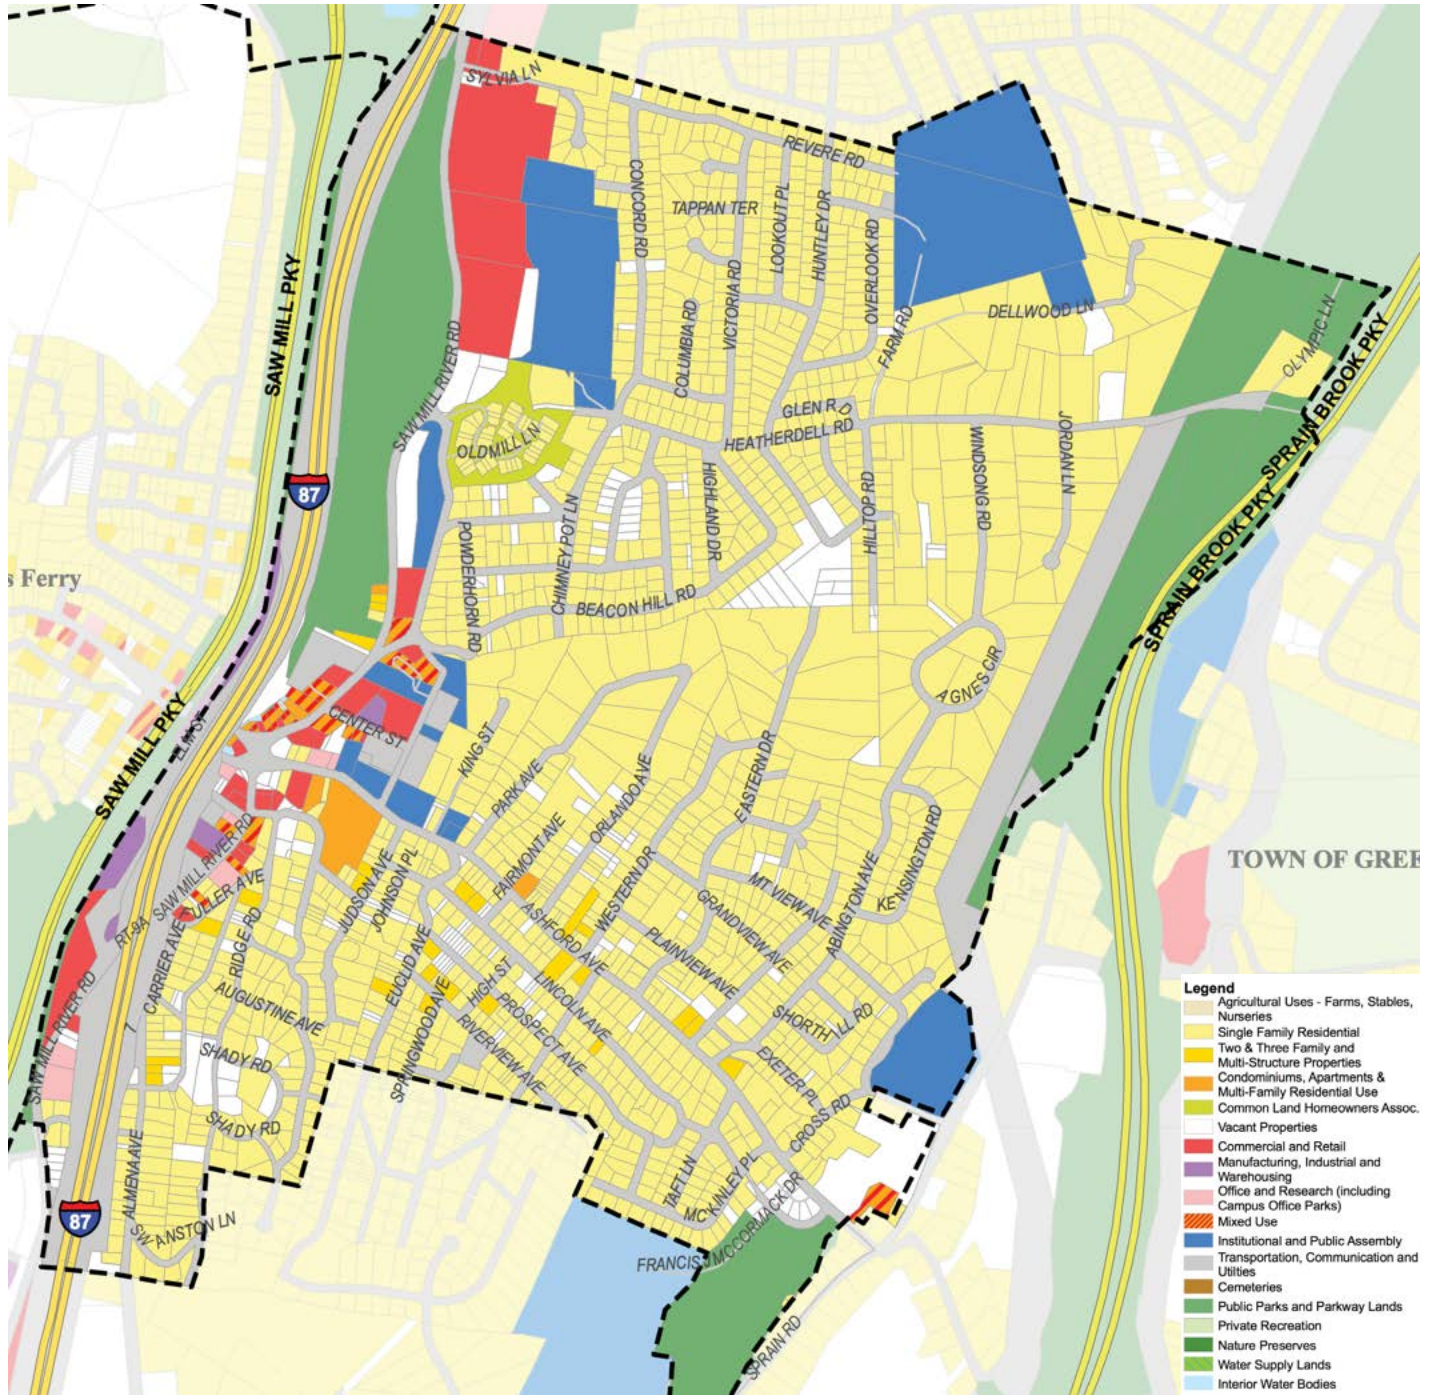 SYLVIA LN
REVERE RD
CONCORD RD
TAPPAN TER
LOOKOUT PL
HUNTLEY DR
OVERLOOK RD
SAW MILL PKY
VICTORIA RD
COLUMBIA RD
FARM RD
DELLWOOD LN
OLYMPIC LN
SPRAIN BROOK PKY
SAW MILL RIVER RD
GLEN R D
HEATHERDELL RD
OLDMILL LN
JORDAN LN
WINDSONG RD
HIGHLAND DR
HILLTOP RD
87
CHIMNEY POT LN
POWDERHORN RD
BEACON HILL RD
SPRAIN BROOK PKY
s Ferry
AGNES CIR
SAW MILL PKY
ELM ST
CENTER ST
KING ST
PARK AVE
ORLANDO AVE
EASTERN DR
SAW MILL RIVER RD
FAIRMONT AVE
KENSINGTON RD
TOWN OF GREE
JUDSON AVE
JOHNSON PL
WESTERN DR
MT VIEW AVE
ABINGTON AVE
FULLER AVE
RT-9A
GRANDVIEW AVE
ASHFORD AVE
PLAINVIEW AVE
RIDGE RD
CARRIER AVE
EUCLID AVE
HIGH ST
LINCOLN AVE
AUGUSTINE AVE
SPRINGWOOD AVE
PROSPECT AVE
RIVERVIEW AVE
SHORT HILL RD
SAW MILL RIVER RD
SHADY RD
EXETER PL
CROSS RD
SHADY RD
ALMENA AVE
TAFT LN
MCKINLEY PL
87
SWANSTON LN
FRANCIS J MCCORMACK DR
SPRAIN RD
Legend
Agricultural Uses - Farms, Stables,
Nurseries
Single Family Residential
Two & Three Family and
Multi-Structure Properties
Condominiums, Apartments &
Multi-Family Residential Use
Common Land Homeowners Assoc.
Vacant Properties
Commercial and Retail
Manufacturing, Industrial and
Warehousing
Office and Research (including
Campus Office Parks)
Mixed Use
Institutional and Public Assembly
Transportation, Communication and
Utilties
Cemeteries
Public Parks and Parkway Lands
Private Recreation
Nature Preserves
Water Supply Lands
Interior Water Bodies